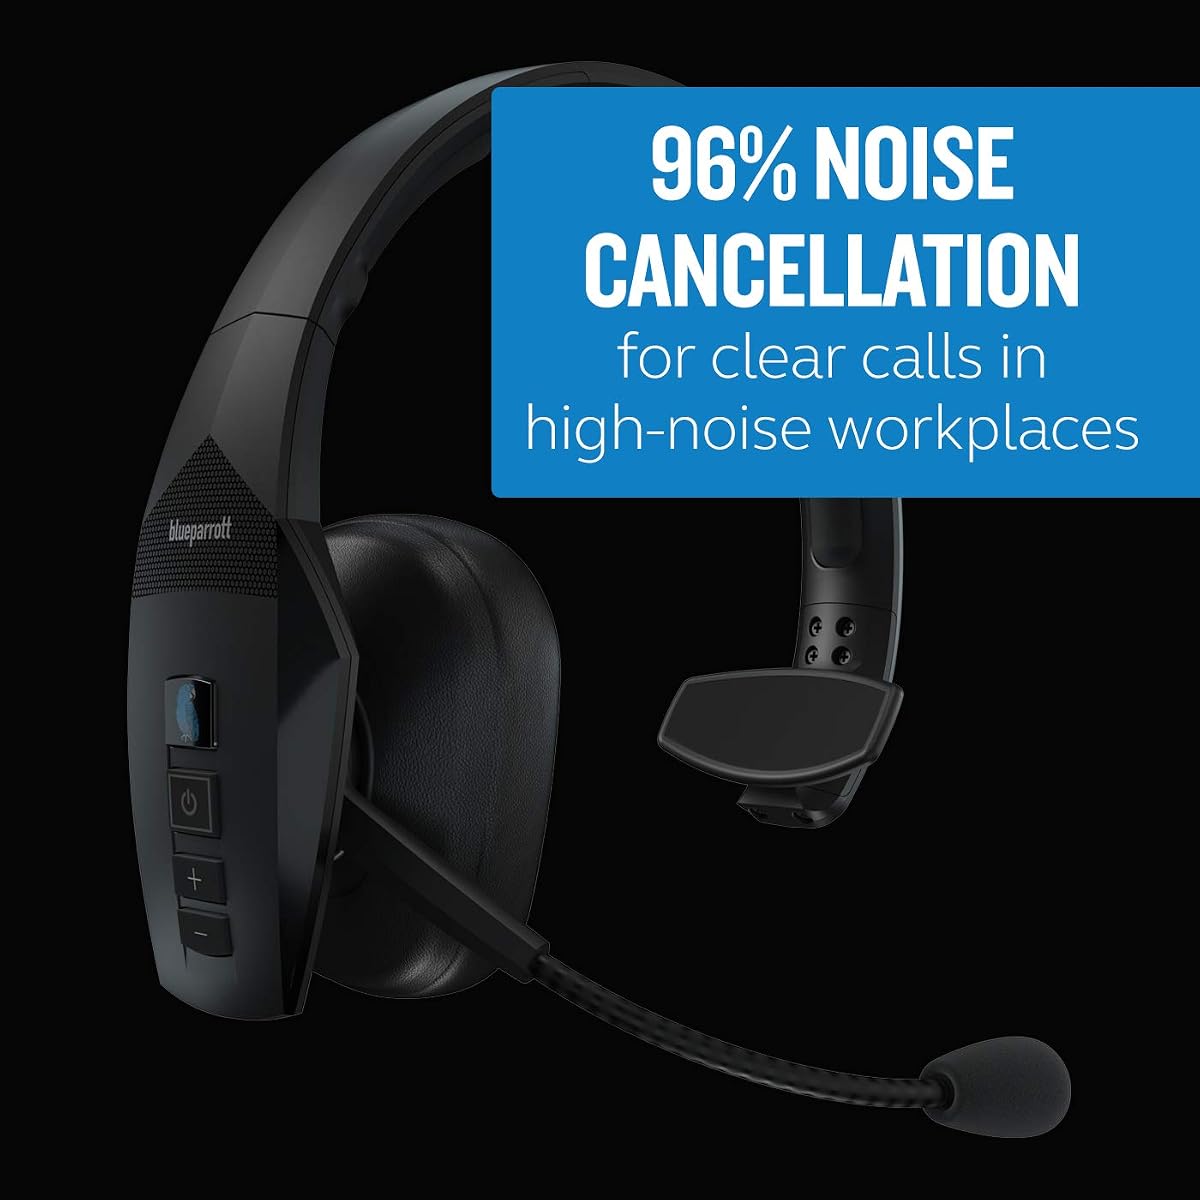 96% NOISE
CANCELLATION
for clear calls in
high-noise workplaces
blueparrott
+
−